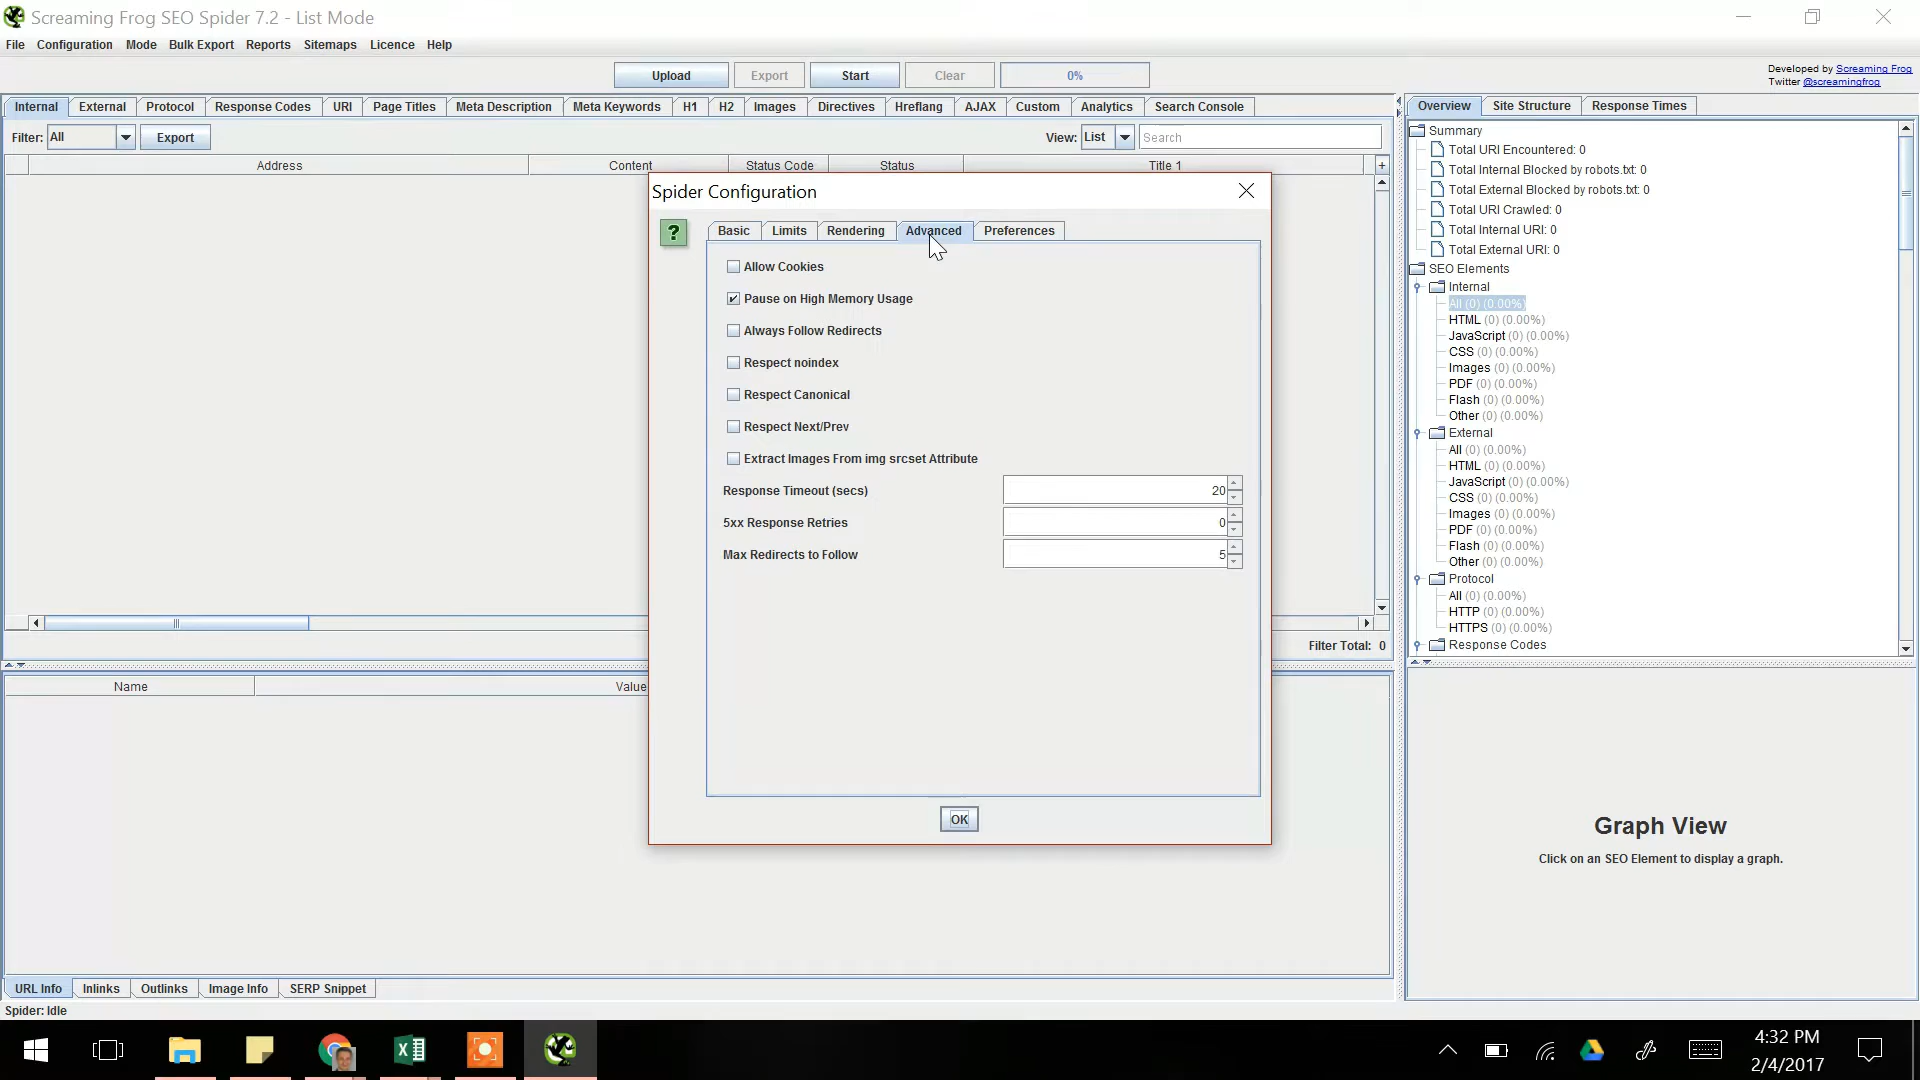 Screaming Frog SEO Spider 7.2 - List Mode
File Configuration Mode Bulk Export Reports Sitemaps Licence Help
Upload Export Start Clear 0%
Developed by Screaming Frog
Twitter @screamingfrog
Internal External Protocol Response Codes URI Page Titles Meta Description Meta Keywords H1 H2 Images Directives Hreflang AJAX Custom Analytics Search Console
Filter: All Export View: List Search
Address Content Status Code Status Title 1 +
Spider Configuration
? Basic Limits Rendering Advanced Preferences
Allow Cookies
Pause on High Memory Usage
Always Follow Redirects
Respect noindex
Respect Canonical
Respect Next/Prev
Extract Images From img srcset Attribute
Response Timeout (secs) 20
5xx Response Retries 0
Max Redirects to Follow 5
OK
Filter Total: 0
Name Value
URL Info Inlinks Outlinks Image Info SERP Snippet
Spider: Idle
Overview Site Structure Response Times
Summary
Total URI Encountered: 0
Total Internal Blocked by robots.txt: 0
Total External Blocked by robots.txt: 0
Total URI Crawled: 0
Total Internal URI: 0
Total External URI: 0
SEO Elements
Internal
All (0) (0.00%)
HTML (0) (0.00%)
JavaScript (0) (0.00%)
CSS (0) (0.00%)
Images (0) (0.00%)
PDF (0) (0.00%)
Flash (0) (0.00%)
Other (0) (0.00%)
External
All (0) (0.00%)
HTML (0) (0.00%)
JavaScript (0) (0.00%)
CSS (0) (0.00%)
Images (0) (0.00%)
PDF (0) (0.00%)
Flash (0) (0.00%)
Other (0) (0.00%)
Protocol
All (0) (0.00%)
HTTP (0) (0.00%)
HTTPS (0) (0.00%)
Response Codes
Graph View
Click on an SEO Element to display a graph.
4:32 PM
2/4/2017